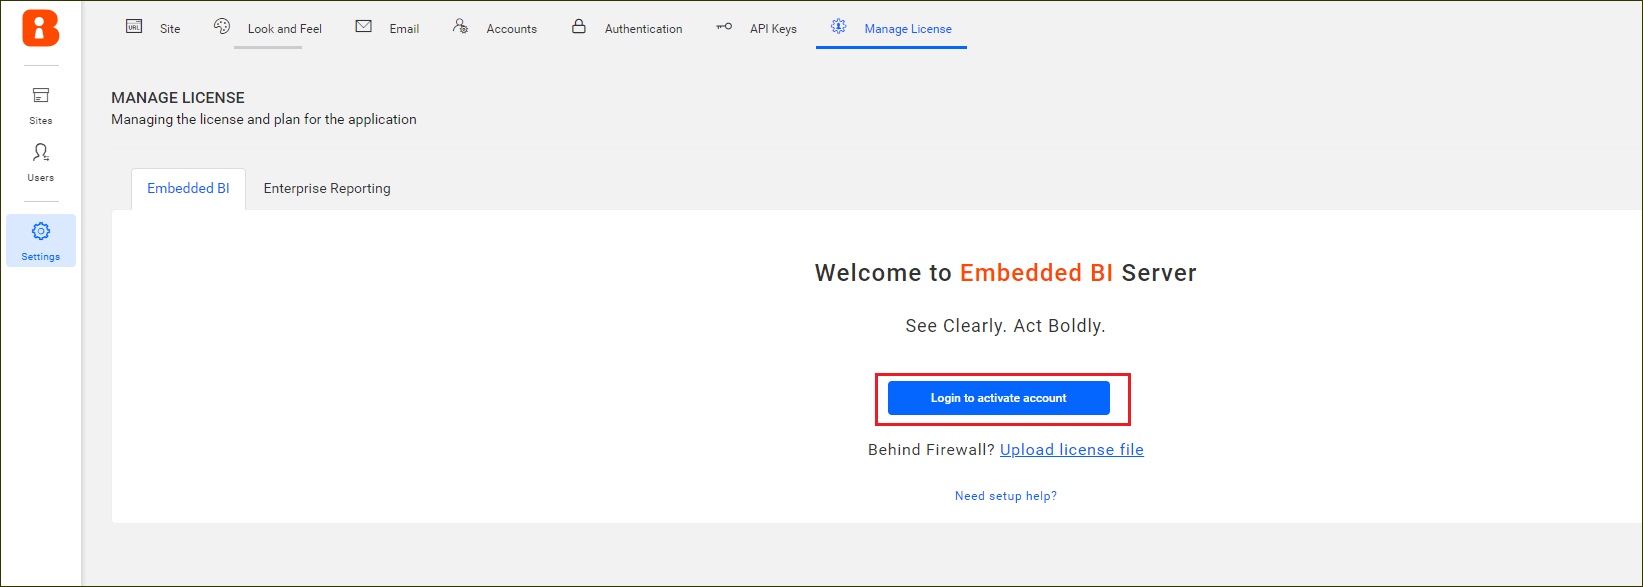 URL Site Look and Feel Email Accounts Authentication API Keys Manage License
Sites
Users
Settings
MANAGE LICENSE
Managing the license and plan for the application
Embedded BI Enterprise Reporting
Welcome to Embedded BI Server
See Clearly. Act Boldly.
Login to activate account
Behind Firewall? Upload license file
Need setup help?